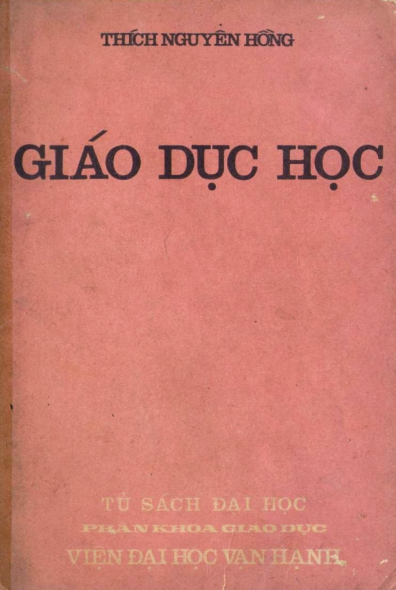 THÍCH NGUYÊN HỒNG
GIÁO DỤC HỌC
TỦ SÁCH ĐẠI HỌC
PHÂN KHOA GIÁO DỤC
VIỆN ĐẠI HỌC VẠN HẠNH